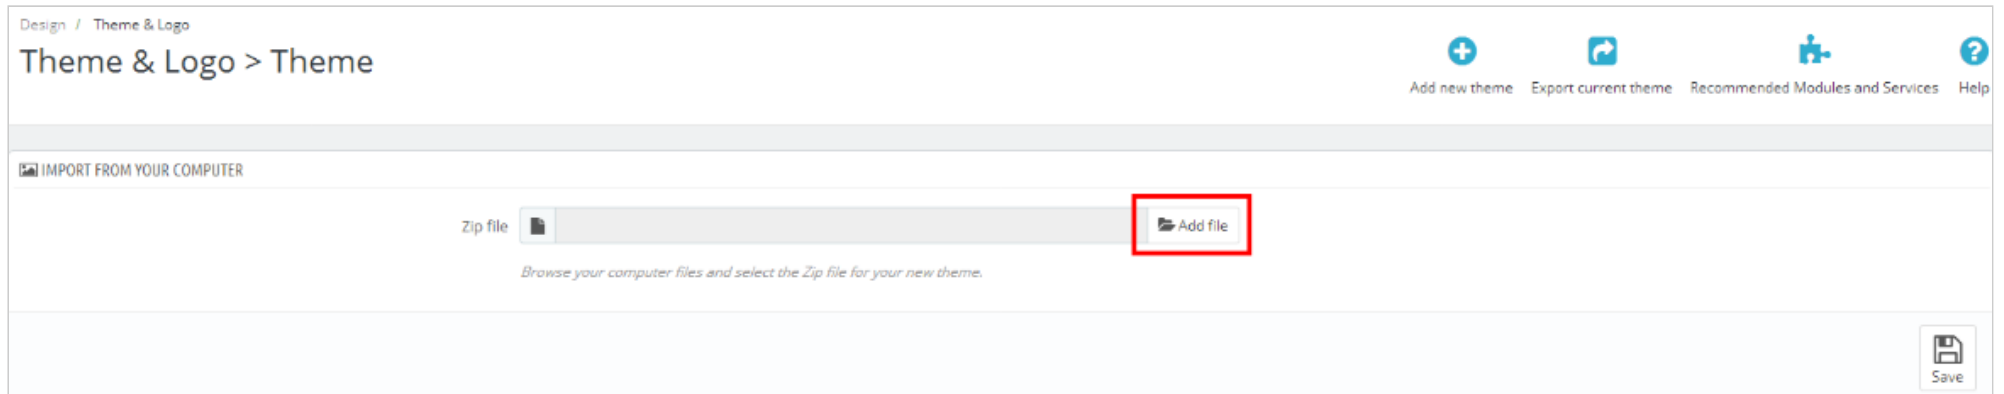 Design / Theme & Logo
Theme & Logo > Theme
Add new theme
Export current theme
Recommended Modules and Services
Help
IMPORT FROM YOUR COMPUTER
Zip file
Add file
Browse your computer files and select the Zip file for your new theme.
Save